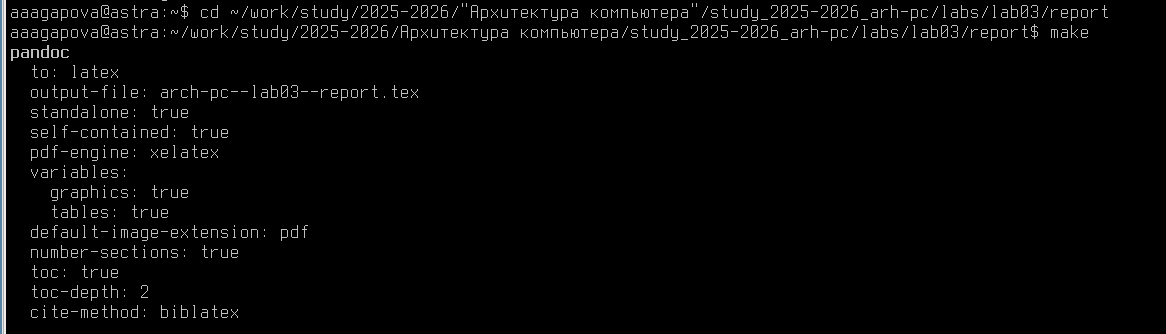 aaagapova@astra:~$ cd ~/work/study/2025-2026/"Архитектура компьютера"/study_2025-2026_arh-pc/labs/lab03/report
aaagapova@astra:~/work/study/2025-2026/Архитектура компьютера/study_2025-2026_arh-pc/labs/lab03/report$ make
pandoc
  to: latex
  output-file: arch-pc--lab03--report.tex
  standalone: true
  self-contained: true
  pdf-engine: xelatex
  variables:
    graphics: true
    tables: true
  default-image-extension: pdf
  number-sections: true
  toc: true
  toc-depth: 2
  cite-method: biblatex